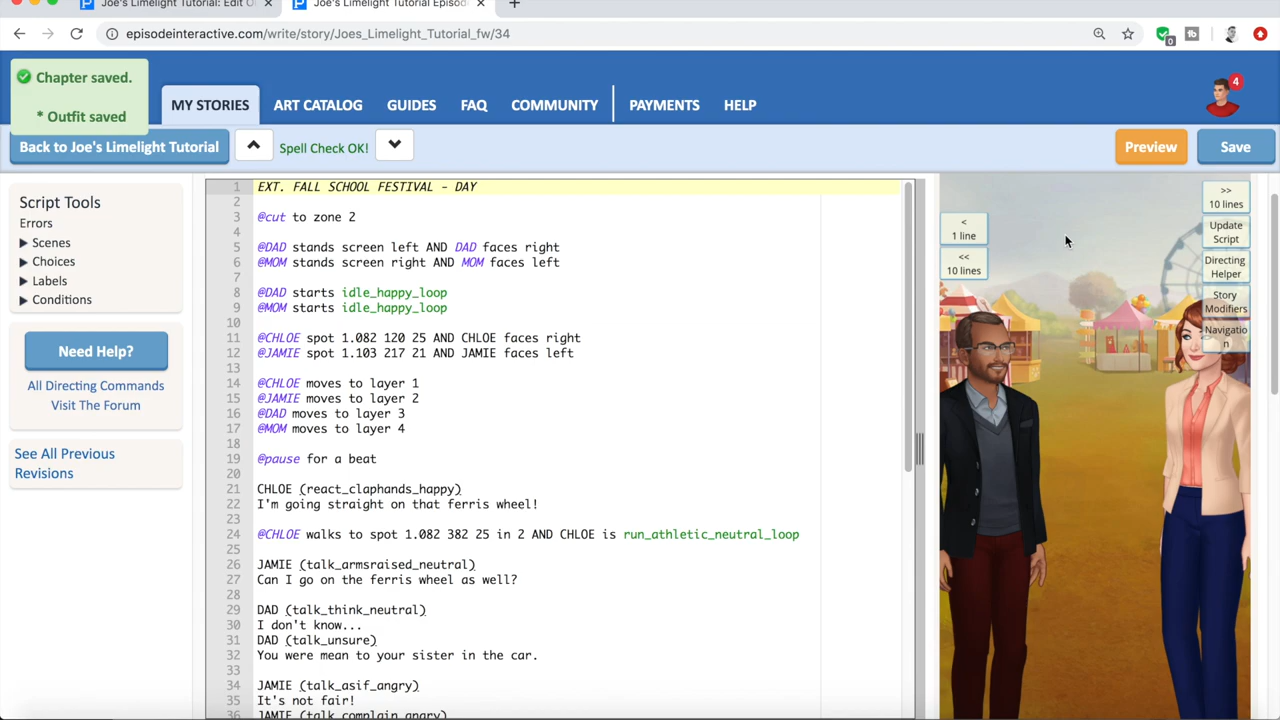 Joe's Limelight Tutorial: Edit O
Joe's Limelight Tutorial Episod
episodeinteractive.com/write/story/Joes_Limelight_Tutorial_fw/34
0
Chapter saved.
* Outfit saved
MY STORIES
ART CATALOG
GUIDES
FAQ
COMMUNITY
PAYMENTS
HELP
4
Back to Joe's Limelight Tutorial
Spell Check OK!
Preview
Save
Script Tools
Errors
Scenes
Choices
Labels
Conditions
Need Help?
All Directing Commands
Visit The Forum
See All Previous
Revisions
1 EXT. FALL SCHOOL FESTIVAL - DAY
2
3 @cut to zone 2
4
5 @DAD stands screen left AND DAD faces right
6 @MOM stands screen right AND MOM faces left
7
8 @DAD starts idle_happy_loop
9 @MOM starts idle_happy_loop
10
11 @CHLOE spot 1.082 120 25 AND CHLOE faces right
12 @JAMIE spot 1.103 217 21 AND JAMIE faces left
13
14 @CHLOE moves to layer 1
15 @JAMIE moves to layer 2
16 @DAD moves to layer 3
17 @MOM moves to layer 4
18
19 @pause for a beat
20
21 CHLOE (react_claphands_happy)
22 I'm going straight on that ferris wheel!
23
24 @CHLOE walks to spot 1.082 382 25 in 2 AND CHLOE is run_athletic_neutral_loop
25
26 JAMIE (talk_armsraised_neutral)
27 Can I go on the ferris wheel as well?
28
29 DAD (talk_think_neutral)
30 I don't know...
31 DAD (talk_unsure)
32 You were mean to your sister in the car.
33
34 JAMIE (talk_asif_angry)
35 It's not fair!
36 JAMIE (talk_complain_angry)
<
1 line
<<
10 lines
>>
10 lines
Update
Script
Directing
Helper
Story
Modifiers
Navigatio
n